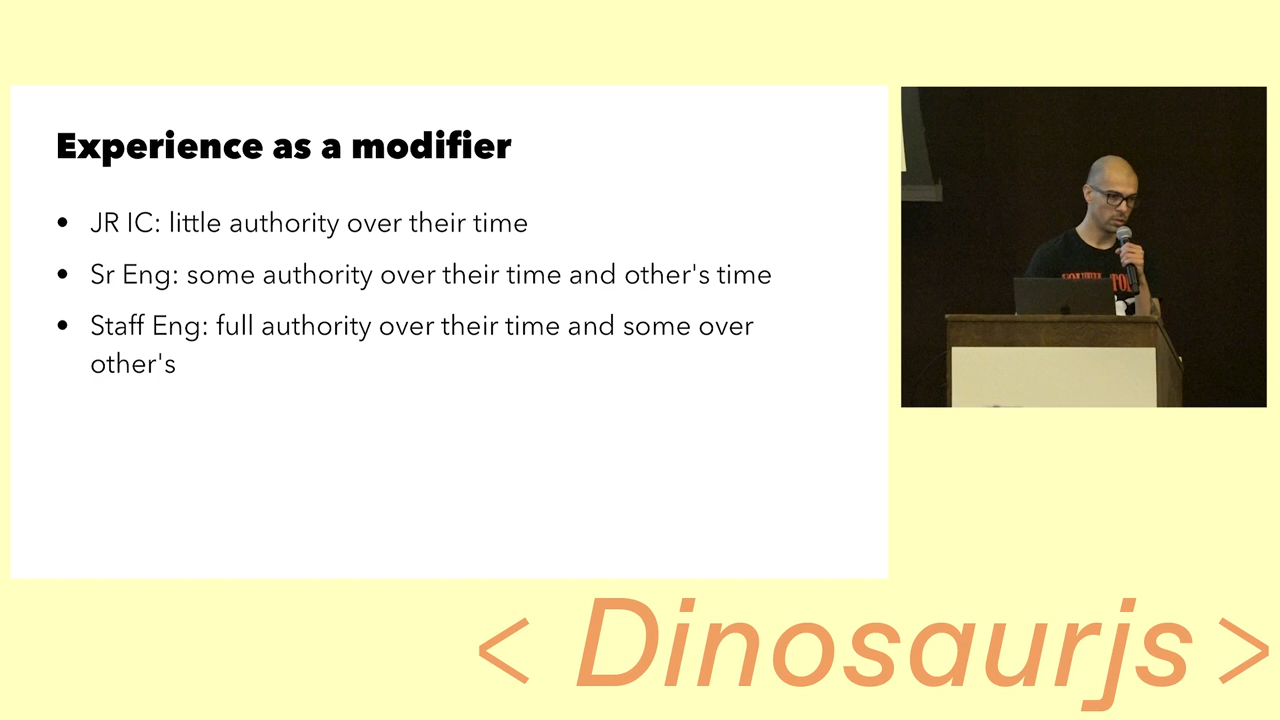 Experience as a modifier
• JR IC: little authority over their time
• Sr Eng: some authority over their time and other's time
• Staff Eng: full authority over their time and some over
other's
< Dinosaurjs >